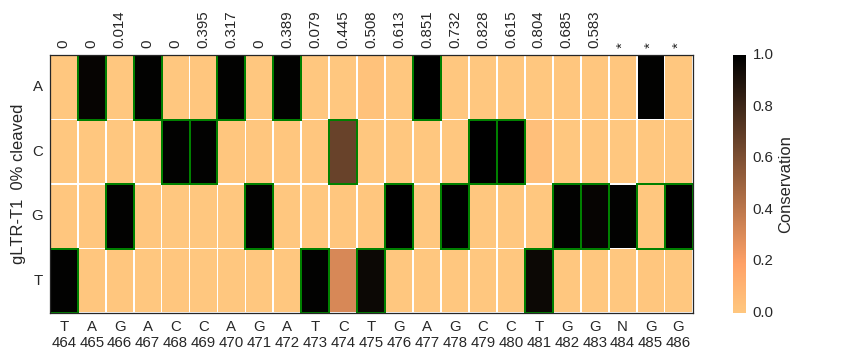 0 0 0.014 0 0 0.395 0.317 0 0.389 0.079 0.445 0.508 0.613 0.851 0.732 0.828 0.615 0.804 0.685 0.583 * * *
A
C
G
T
gLTR-T1 0% cleaved
T A G A C C A G A T C T G A G C C T G G N G G
464 465 466 467 468 469 470 471 472 473 474 475 476 477 478 479 480 481 482 483 484 485 486
1.0
0.8
0.6
0.4
0.2
0.0
Conservation